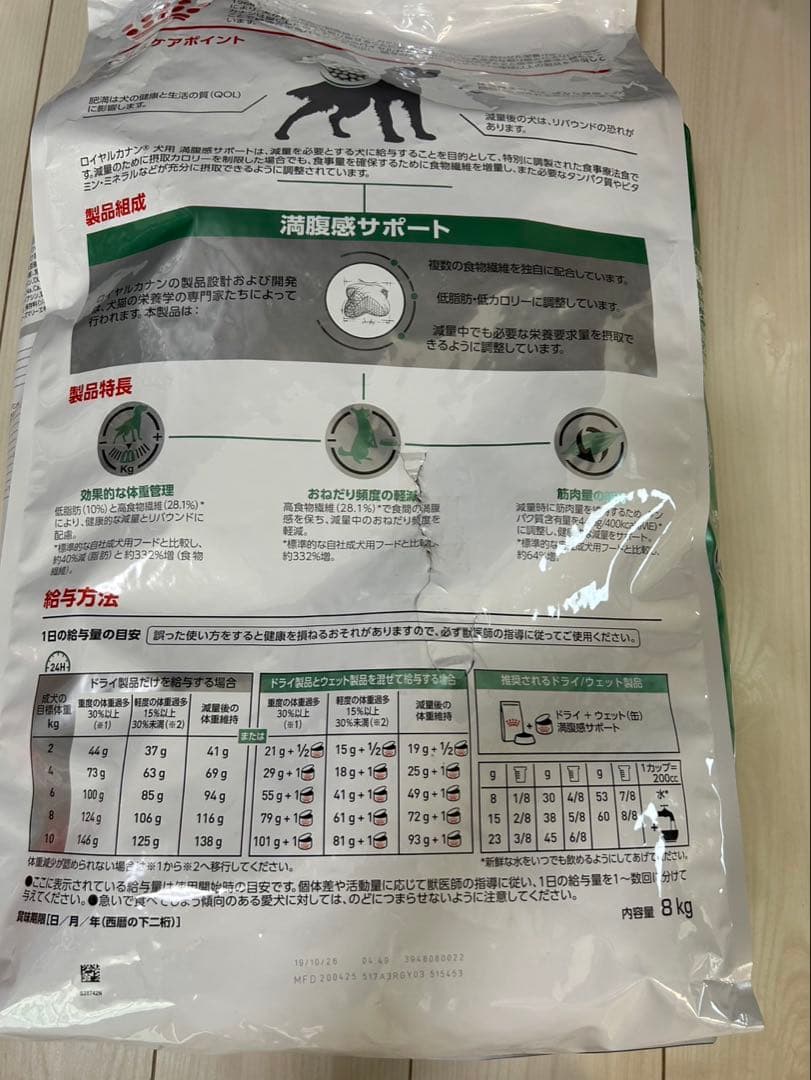 ケアポイント
肥満は犬の健康と生活の質(QOL)
に影響します。
減量後の犬は、リバウンドの恐れが
あります。
ロイヤルカナン® 犬用 満腹感サポートは、減量を必要とする犬に給与することを目的として、特別に調製された食事療法食で
す。減量のために摂取カロリーを制限した場合でも、食事量を確保するために食物繊維を増量し、また必要なタンパク質やビタ
ミン・ミネラルなどが充分に摂取できるように調整されています。
製品組成
満腹感サポート
ロイヤルカナンの製品設計および開発
は、犬猫の栄養学の専門家たちによって
行われます。本製品は:
複数の食物繊維を独自に配合しています。
低脂肪・低カロリーに調整しています。
減量中でも必要な栄養要求量を摂取で
きるように調整しています。
製品特長
Kg
効果的な体重管理
低脂肪(10%)と高食物繊維(28.1%)*
により、健康的な減量とリバウンドに
配慮。
*標準的な自社成犬用フードと比較し、
約40%減(脂肪)と約332%増(食物
繊維)。
おねだり頻度の軽減
高食物繊維(28.1%)*で食間の満腹
感を保ち、減量中のおねだり頻度を
軽減。
*標準的な自社成犬用フードと比較し、
約332%増。
筋肉量の
減量時に筋肉量を
パク質含有量を
に調整し、健 減量をサポート。
*標準的な 成犬用フードと比較し、
約64%増。
給与方法
1日の給与量の目安 誤った使い方をすると健康を損ねるおそれがありますので、必ず獣医師の指導に従ってご使用ください。
24H
成犬の
目標体重
kg
ドライ製品だけを給与する場合
重度の体重過多 軽度の体重過多 減量後の
30%以上 15%以上 体重維持
(※1) 30%未満(※2)
または
ドライ製品とウェット製品を混ぜて給与する場合
重度の体重過多 軽度の体重過多 減量後の
30%以上 15%以上 体重維持
(※1) 30%未満(※2)
2 44g 37g 41g 21g+1/2 15g+1/2 19g+1/2
4 73g 63g 69g 29g+1 18g+1 25g+1
6 100g 85g 94g 55g+1 41g+1 49g+1
8 124g 106g 116g 79g+1 61g+1 72g+1
10 146g 125g 138g 101g+1 81g+1 93g+1
推奨されるドライ/ウェット製品
ドライ + ウェット(缶)
満腹感サポート
g g g 1カップ=
200cc
8 1/8 30 4/8 53 7/8 水*
15 2/8 38 5/8 60 8/8
23 3/8 45 6/8
体重減少が認められない場合は※1から※2へ移行してください。
*新鮮な水をいつでも飲めるようにしてあげてください。
●ここに表示されている給与量は使用開始時の目安です。個体差や活動量に応じて獣医師の指導に従い、1日の給与量を1〜数回に分けて
与えてください。●急いで食べてしまう傾向のある愛犬に対しては、のどにつまらせないように注意してください。
賞味期限[日/月/年(西暦の下二桁)]
内容量 8kg
19/10/26 04:49 3948080022
MFD 200425 517A3RGY03 515453